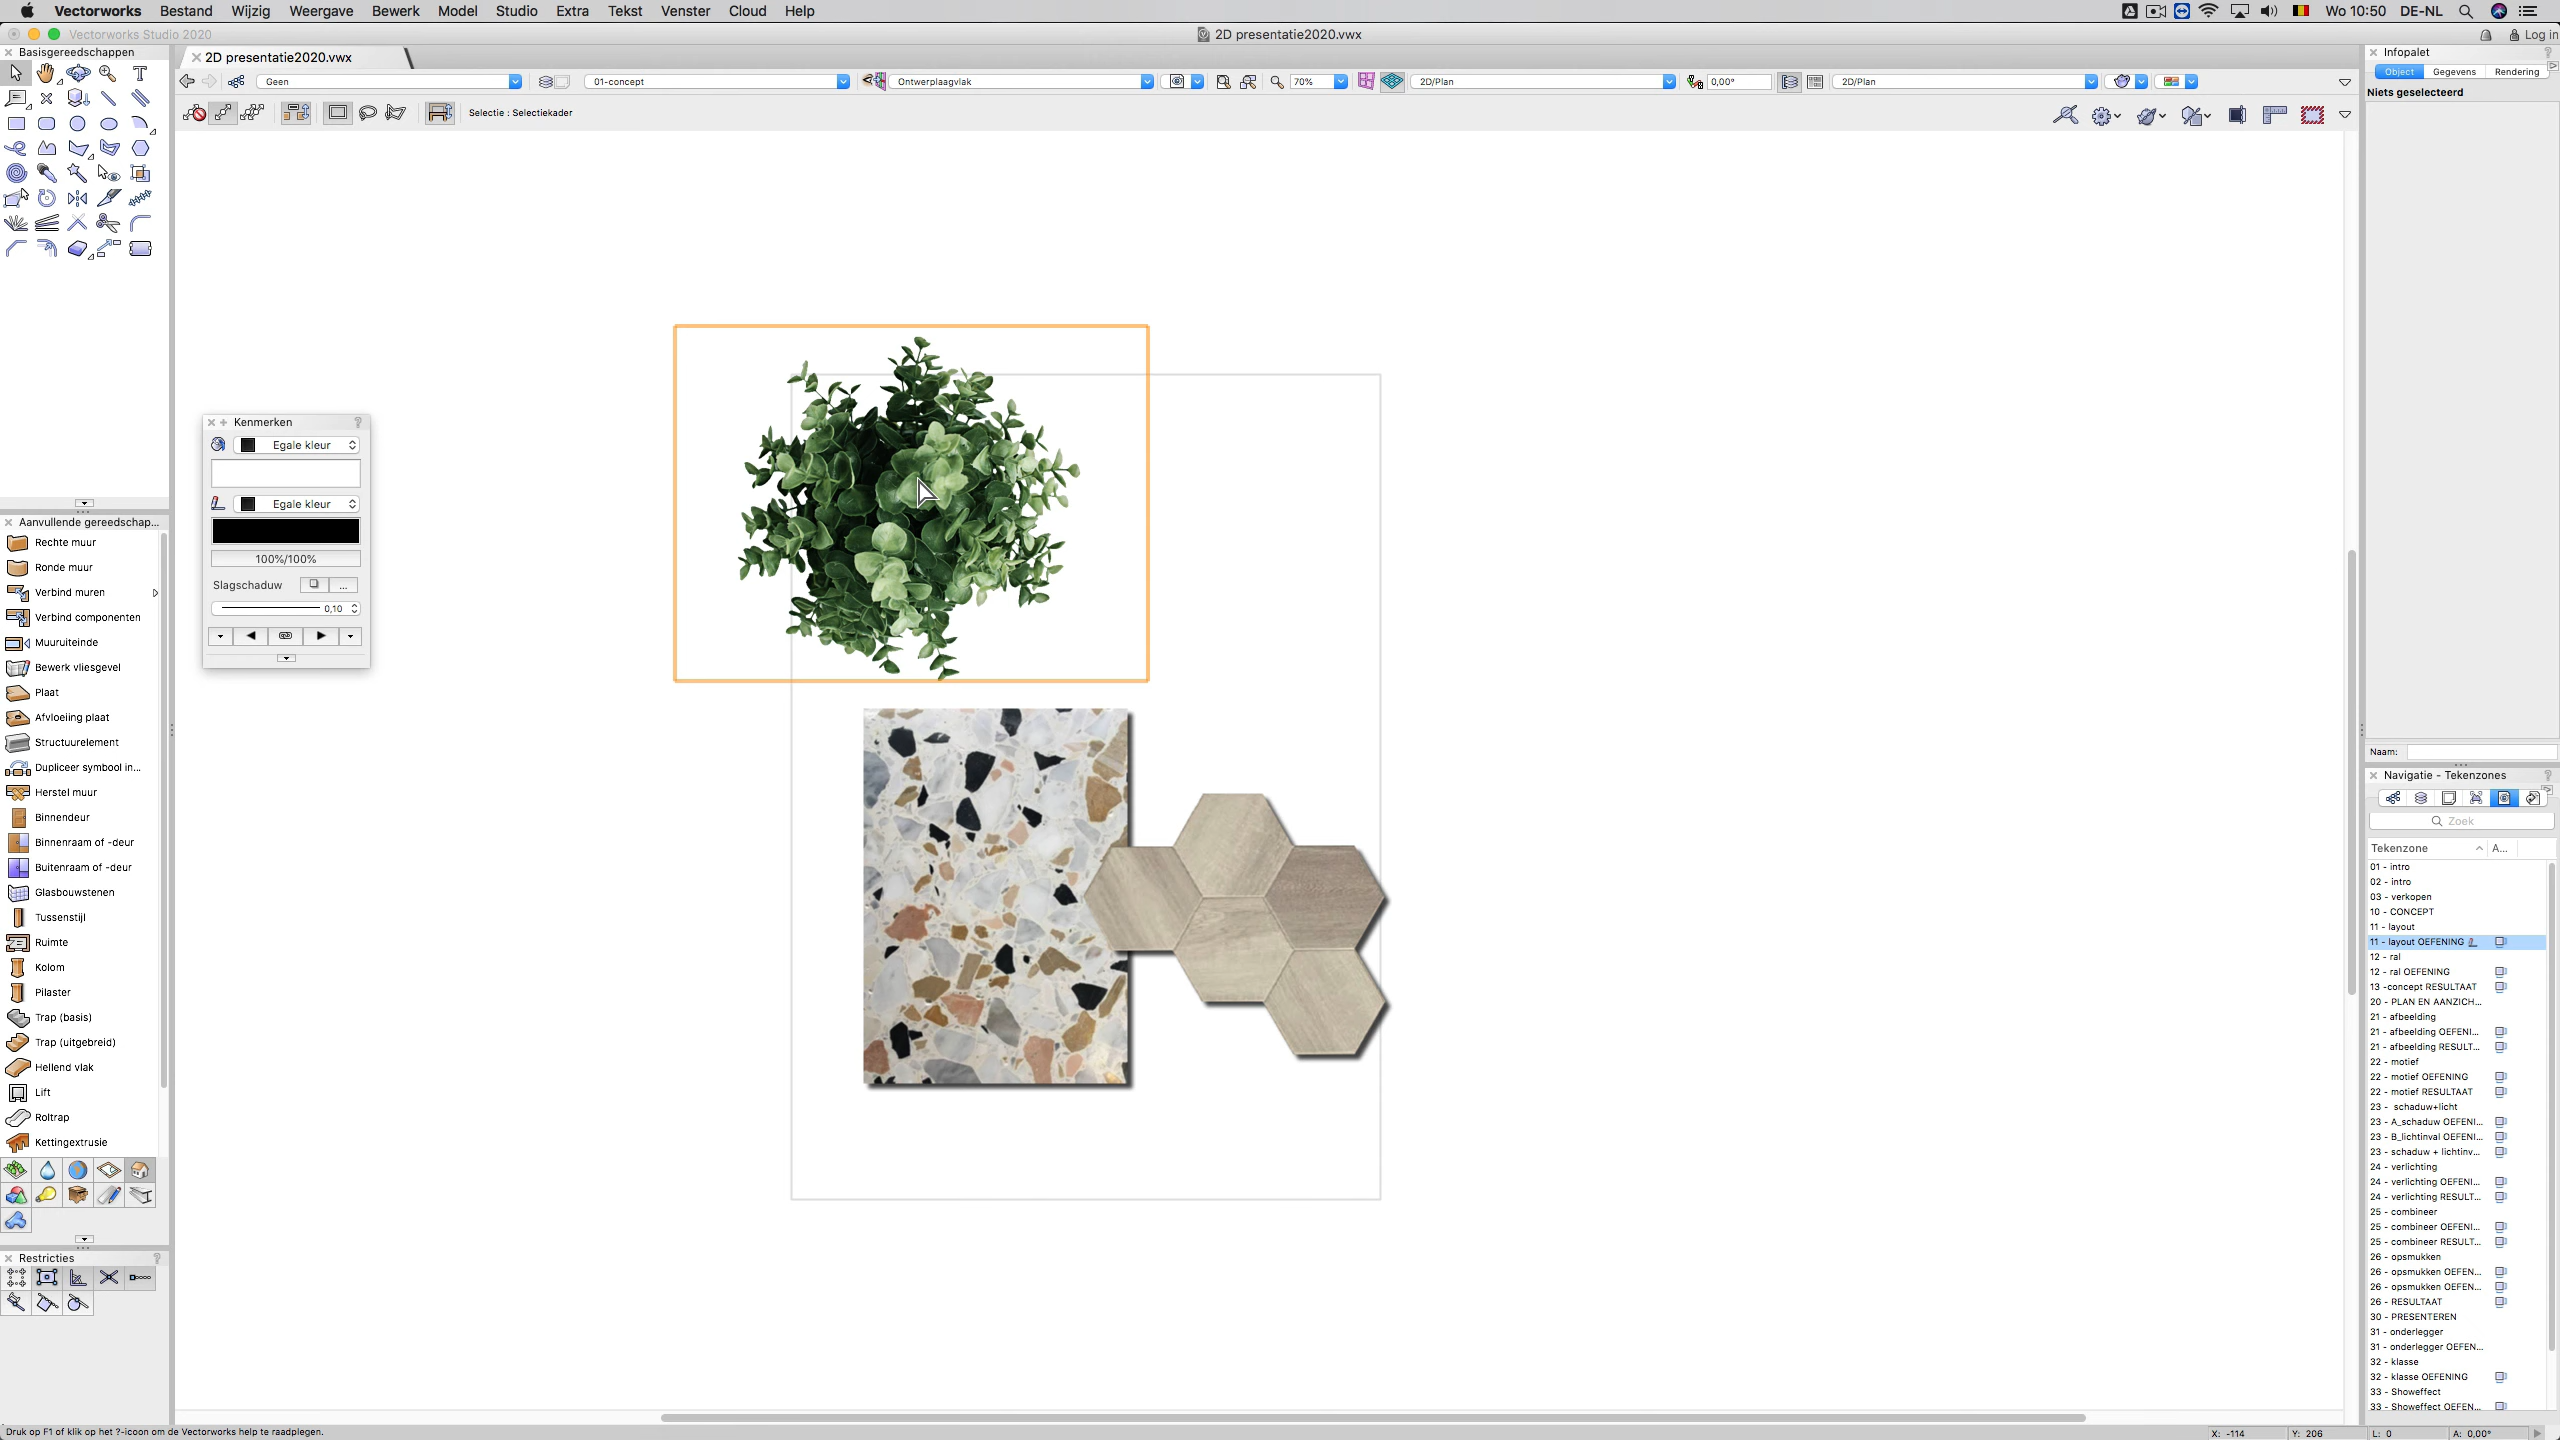 Vectorworks Bestand Wijzig Weergave Bewerk Model Studio Extra Tekst Venster Cloud Help
Wo 10:50 DE-NL
Vectorworks Studio 2020
2D presentatie2020.vwx
Log in
Basisgereedschappen
2D presentatie2020.vwx
Geen
01-concept
Ontwerplaagvlak
70%
2D/Plan
0,00°
2D/Plan
Selectie : Selectiekader
Infopalet
Object Gegevens Rendering
Niets geselecteerd
Kenmerken
Egale kleur
Egale kleur
100%/100%
Slagschaduw
...
0,10
Aanvullende gereedschap...
Rechte muur
Ronde muur
Verbind muren
Verbind componenten
Muuruiteinde
Bewerk vliesgevel
Plaat
Afvloeiing plaat
Structuurelement
Dupliceer symbool in...
Herstel muur
Binnendeur
Binnenraam of -deur
Buitenraam of -deur
Glasbouwstenen
Tussenstijl
Ruimte
Kolom
Pilaster
Trap (basis)
Trap (uitgebreid)
Hellend vlak
Lift
Roltrap
Kettingextrusie
Restricties
Naam:
Navigatie - Tekenzones
Zoek
Tekenzone A...
01 - intro
02 - intro
03 - verkopen
10 - CONCEPT
11 - layout
11 - layout OEFENING
12 - ral
12 - ral OEFENING
13 -concept RESULTAAT
20 - PLAN EN AANZICH...
21 - afbeelding
21 - afbeelding OEFENI...
21 - afbeelding RESULT...
22 - motief
22 - motief OEFENING
22 - motief RESULTAAT
23 - schaduw+licht
23 - A_schaduw OEFENI...
23 - B_lichtinval OEFENI...
23 - schaduw + lichtinv...
24 - verlichting
24 - verlichting OEFENI...
24 - verlichting RESULT...
25 - combineer
25 - combineer OEFENI...
25 - combineer RESULT...
26 - opsmukken
26 - opsmukken OEFEN...
26 - opsmukken OEFEN...
26 - RESULTAAT
30 - PRESENTEREN
31 - onderlegger
31 - onderlegger OEFEN...
32 - klasse
32 - klasse OEFENING
33 - Showeffect
33 - Showeffect OEFEN...
Druk op F1 of klik op het ?-icoon om de Vectorworks help te raadplegen.
X: -114 Y: 206 L: 0 A: 0,00°